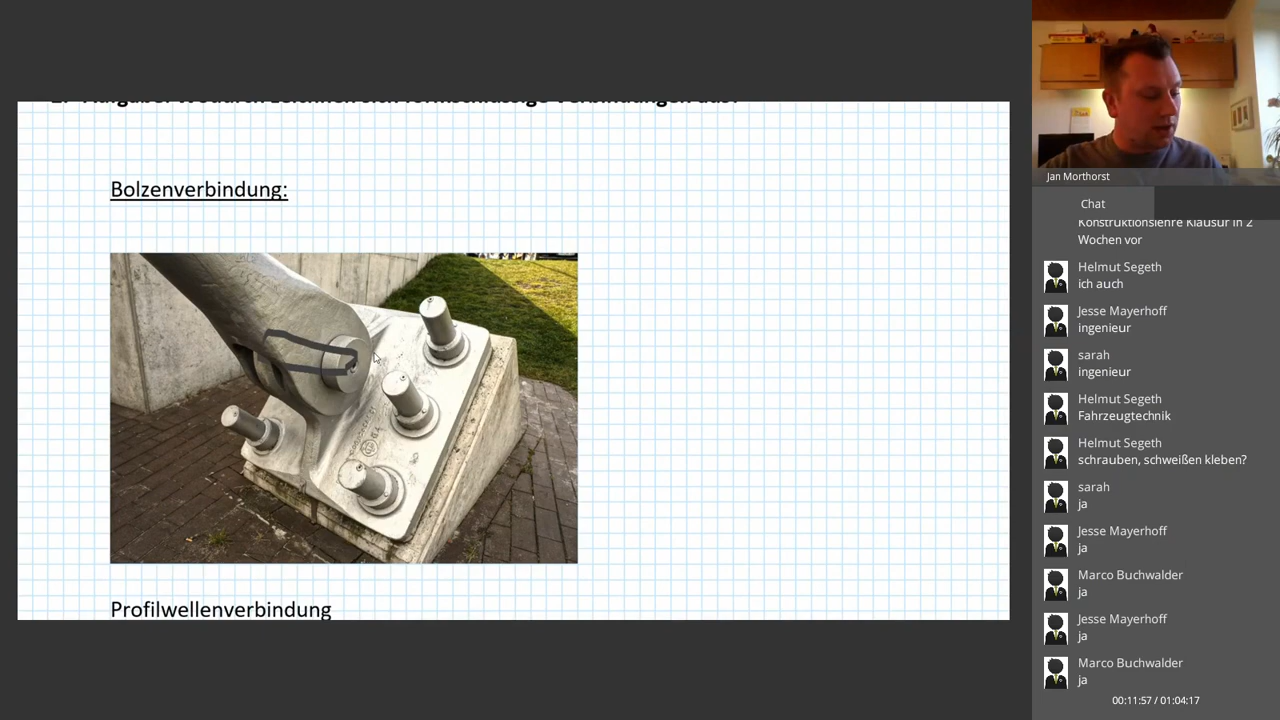 Bolzenverbindung:
Profilwellenverbindung
Jan Morthorst
Chat
Konstruktionslehre Klausur in 2
Wochen vor
Helmut Segeth
ich auch
Jesse Mayerhoff
ingenieur
sarah
ingenieur
Helmut Segeth
Fahrzeugtechnik
Helmut Segeth
schrauben, schweißen kleben?
sarah
ja
Jesse Mayerhoff
ja
Marco Buchwalder
ja
Jesse Mayerhoff
ja
Marco Buchwalder
ja
00:11:57 / 01:04:17